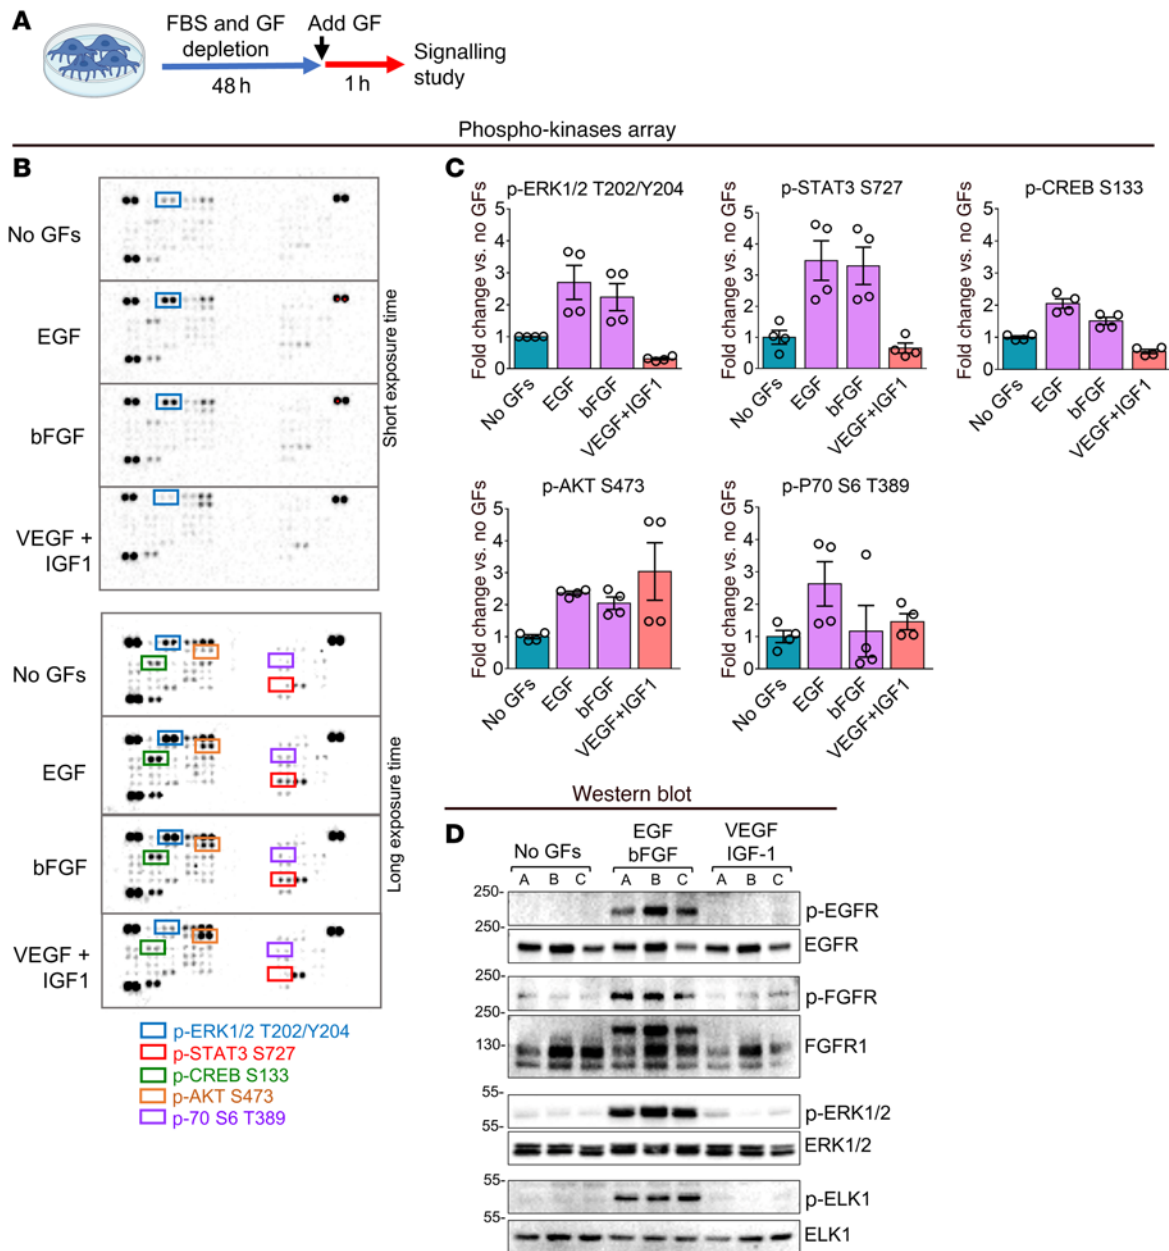 A
FBS and GF
depletion
48 h
Add GF
1 h
Signalling
study
Phospho-kinases array
B
No GFs
EGF
bFGF
VEGF +
IGF1
Short exposure time
No GFs
EGF
bFGF
VEGF +
IGF1
Long exposure time
p-ERK1/2 T202/Y204
p-STAT3 S727
p-CREB S133
p-AKT S473
p-70 S6 T389
C
p-ERK1/2 T202/Y204
Fold change vs. no GFs
5
4
3
2
1
0
No GFs
EGF
bFGF
VEGF+IGF1
p-STAT3 S727
Fold change vs. no GFs
5
4
3
2
1
0
No GFs
EGF
bFGF
VEGF+IGF1
p-CREB S133
Fold change vs. no GFs
5
4
3
2
1
0
No GFs
EGF
bFGF
VEGF+IGF1
p-AKT S473
Fold change vs. no GFs
5
4
3
2
1
0
No GFs
EGF
bFGF
VEGF+IGF1
p-P70 S6 T389
Fold change vs. no GFs
5
4
3
2
1
0
No GFs
EGF
bFGF
VEGF+IGF1
Western blot
D
No GFs
EGF
bFGF
VEGF
IGF-1
A B C A B C A B C
250-
p-EGFR
250-
EGFR
250-
p-FGFR
250-
130-
FGFR1
55-
p-ERK1/2
55-
ERK1/2
55-
p-ELK1
55-
ELK1